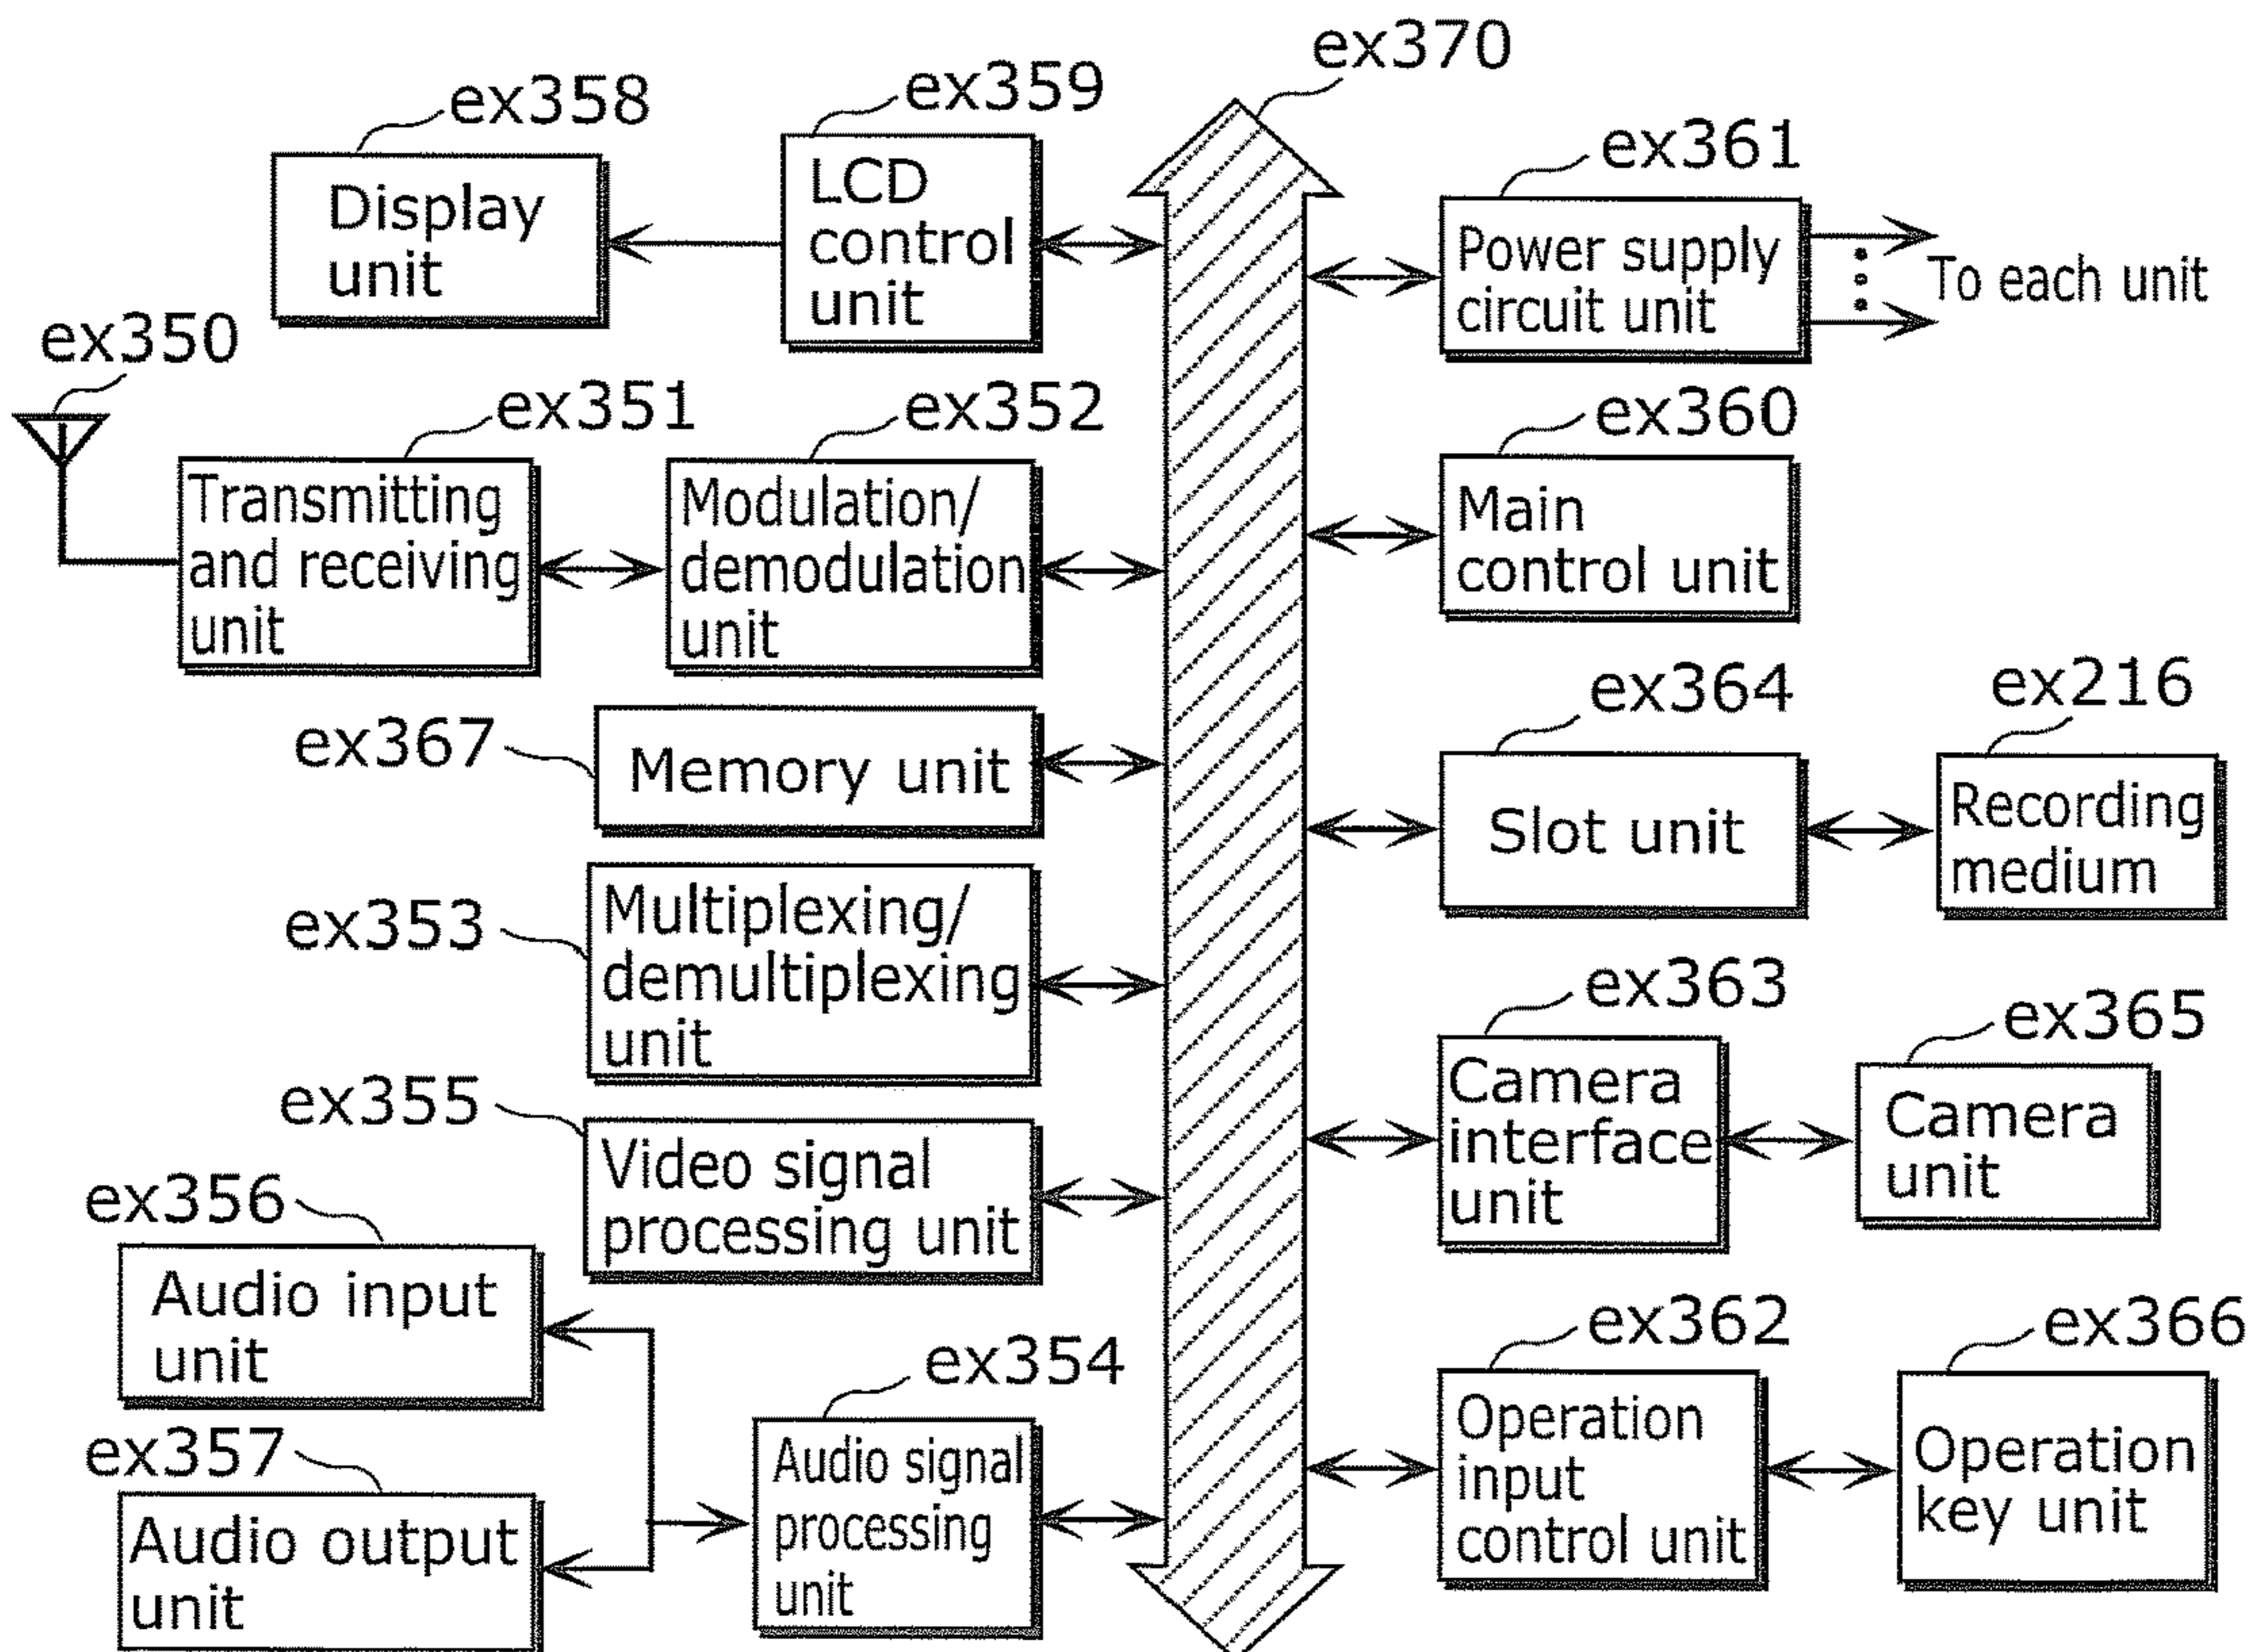 ex370
ex358
ex359
ex361
Display
unit
LCD
control
unit
Power supply
circuit unit
To each unit
ex350
ex351
ex352
ex360
Transmitting
and receiving
unit
Modulation/
demodulation
unit
Main
control unit
ex367
Memory unit
ex364
ex216
Slot unit
Recording
medium
ex353
Multiplexing/
demultiplexing
unit
ex363
ex365
Camera
interface
unit
Camera
unit
ex355
Video signal
processing unit
ex356
Audio input
unit
ex354
ex362
ex366
ex357
Audio output
unit
Audio signal
processing
unit
Operation
input
control unit
Operation
key unit